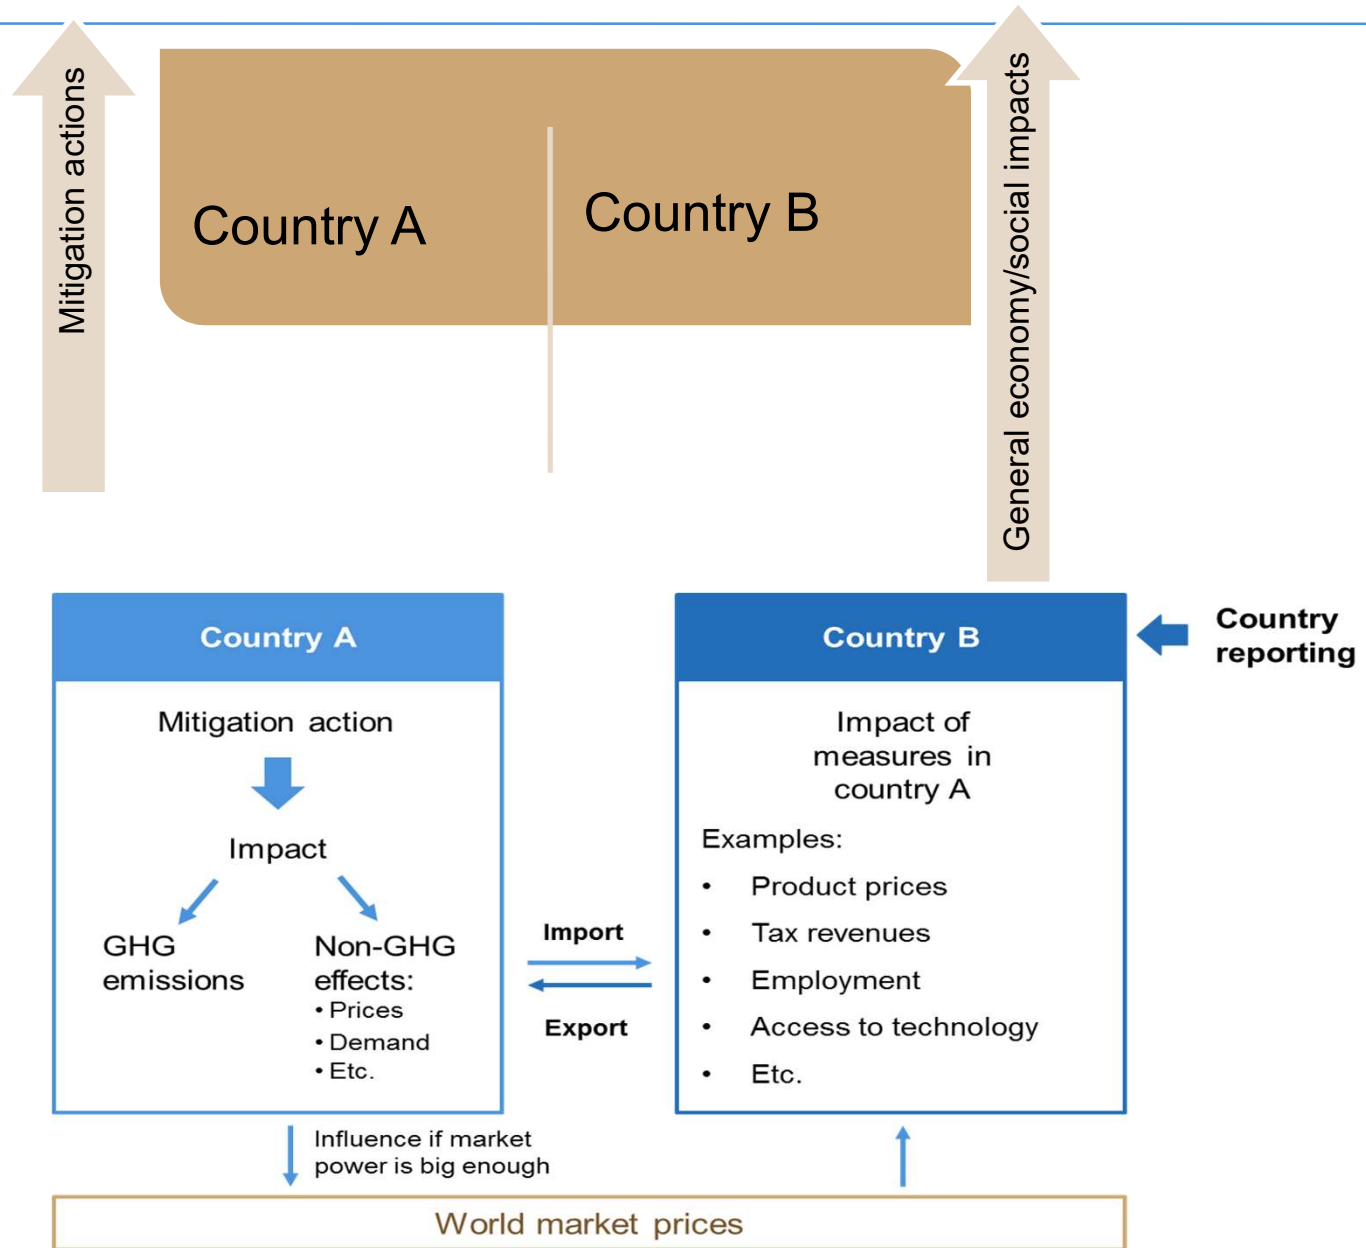 Mitigation actions
Country A
Country B
General economy/social impacts
Country A
Mitigation action
Impact
GHG
emissions
Non-GHG
effects:
• Prices
• Demand
• Etc.
Import
Export
Country B
Impact of
measures in
country A
Examples:
• Product prices
• Tax revenues
• Employment
• Access to technology
• Etc.
Country
reporting
Influence if market
power is big enough
World market prices